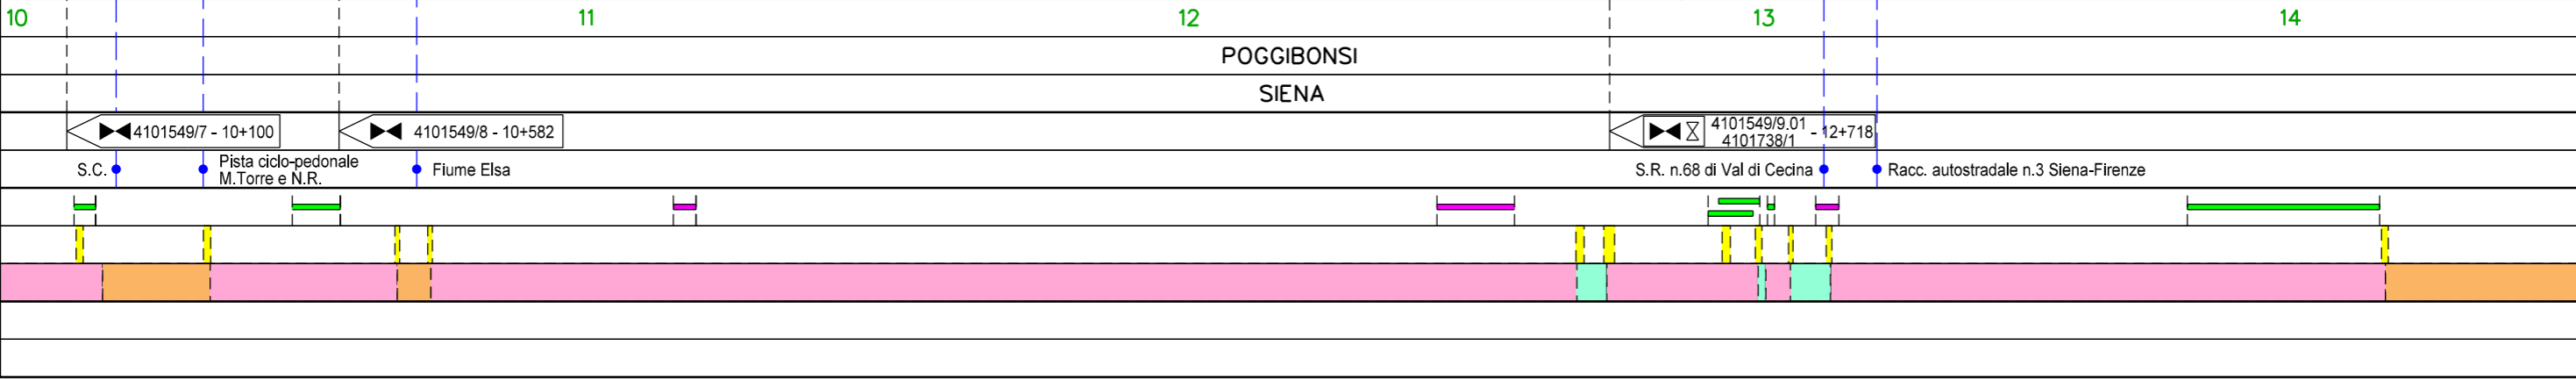 10 11 12 13 14
POGGIBONSI
SIENA
4101549/7 - 10+100
4101549/8 - 10+582
4101549/9.01
4101738/1
- 12+718
S.C.
Pista ciclo-pedonale
M.Torre e N.R.
Fiume Elsa
S.R. n.68 di Val di Cecina
Racc. autostradale n.3 Siena-Firenze